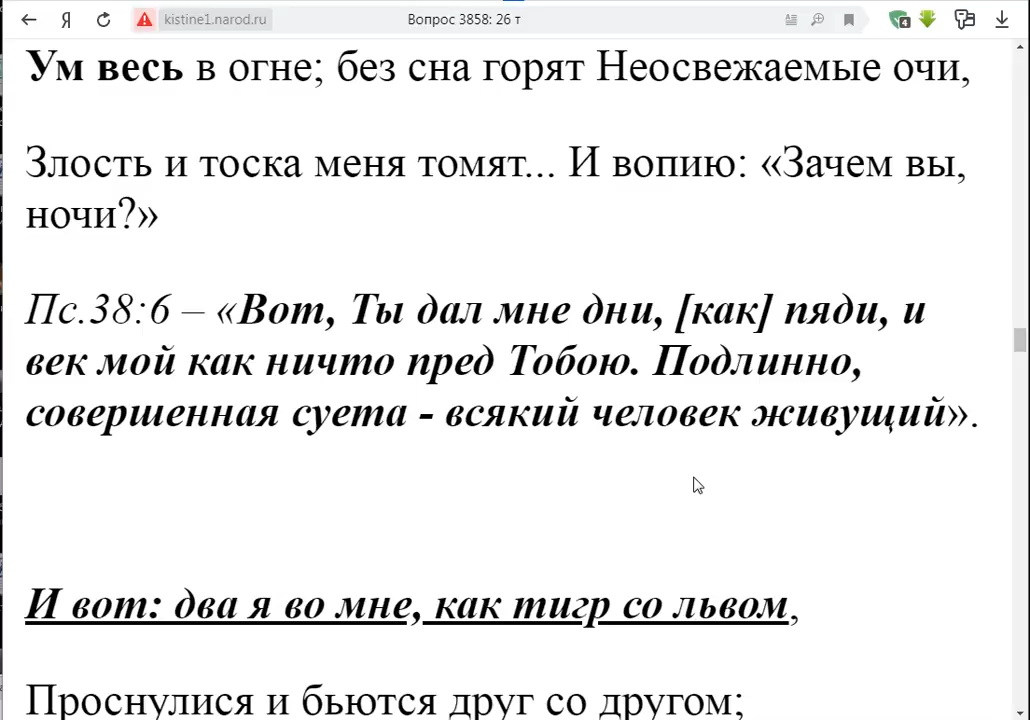 Я kistine1.narod.ru Вопрос 3858: 26 т 4
Ум весь в огне; без сна горят Неосвежаемые очи,
Злость и тоска меня томят... И вопию: «Зачем вы,
ночи?»
Пс.38:6 – «Вот, Ты дал мне дни, [как] пяди, и
век мой как ничто пред Тобою. Подлинно,
совершенная суета - всякий человек живущий».
И вот: два я во мне, как тигр со львом,
Проснулися и бьются друг со другом;